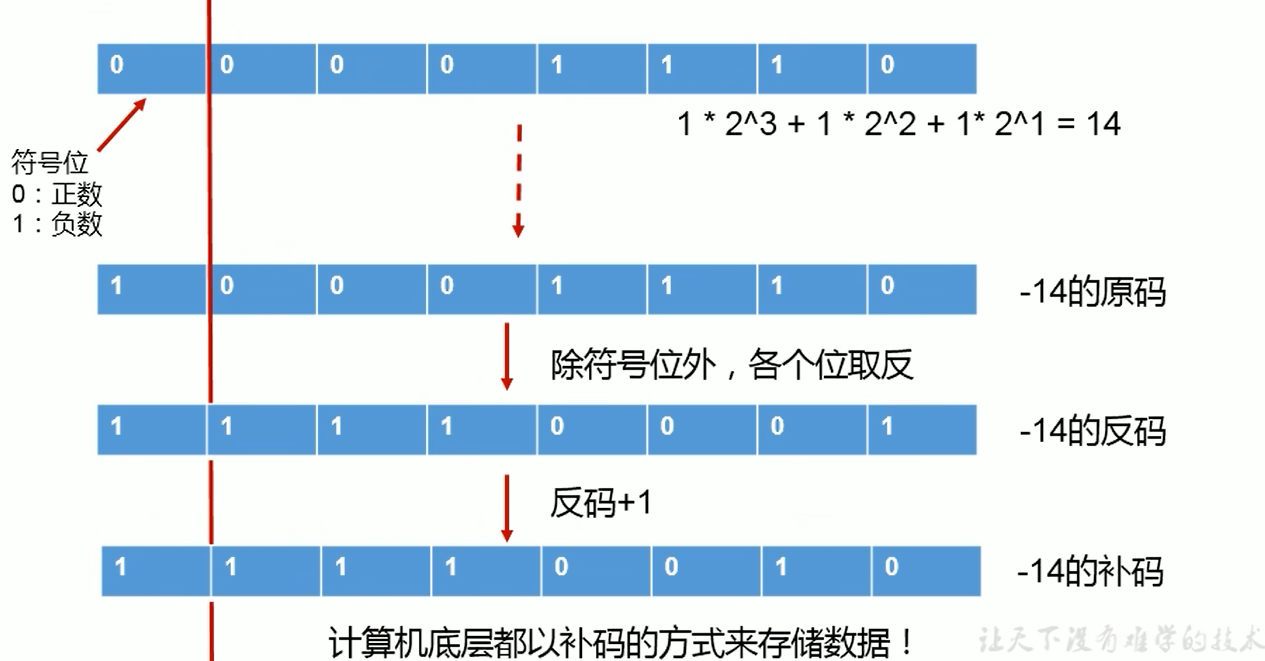 0 0 0 0 1 1 1 0
1 * 2^3 + 1 * 2^2 + 1* 2^1 = 14
符号位
0：正数
1：负数
1 0 0 0 1 1 1 0 -14的原码
除符号位外，各个位取反
1 1 1 1 0 0 0 1 -14的反码
反码+1
1 1 1 1 0 0 1 0 -14的补码
计算机底层都以补码的方式来存储数据！
让天下没有难学的技术